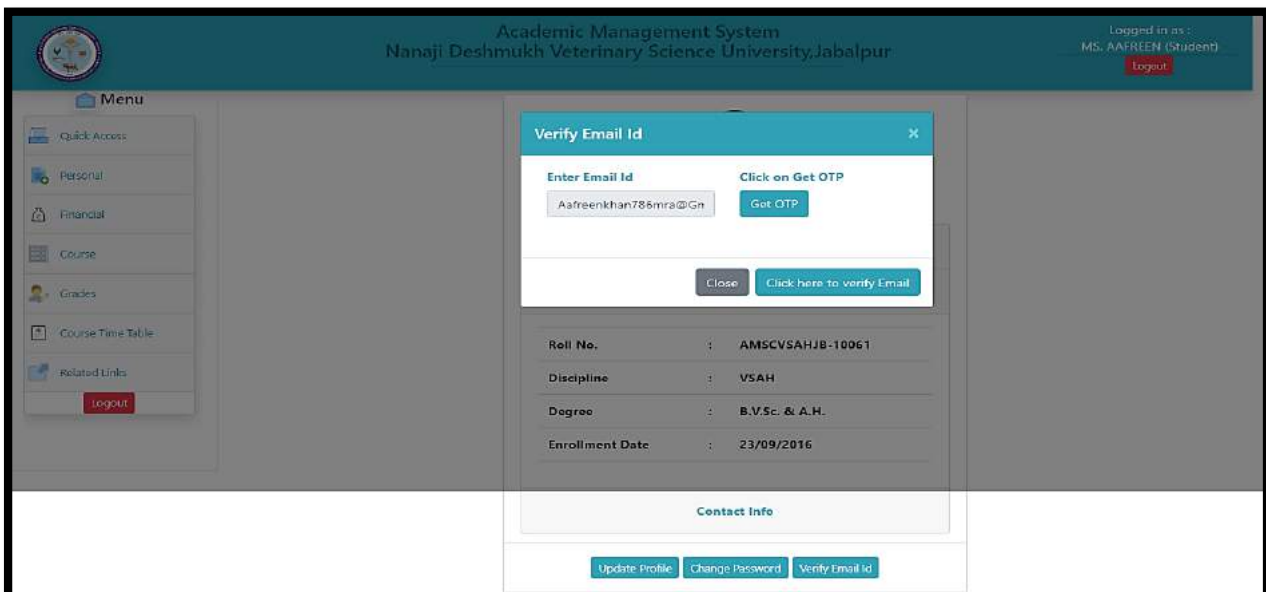 Academic Management System
Nanaji Deshmukh Veterinary Science University,Jabalpur
Logged in as :
MS. AAFREEN (Student)
Logout
Menu
Quick Access
Personal
Financial
Course
Grades
Course Time Table
Related Links
Logout
Verify Email Id ×
Enter Email Id Click on Get OTP
Aafreenkhan786mra@Gm Get OTP
Close Click here to verify Email
Roll No. : AMSCVSAHJB-10061
Discipline : VSAH
Degree : B.V.Sc. & A.H.
Enrollment Date : 23/09/2016
Contact Info
Update Profile Change Password Verify Email Id